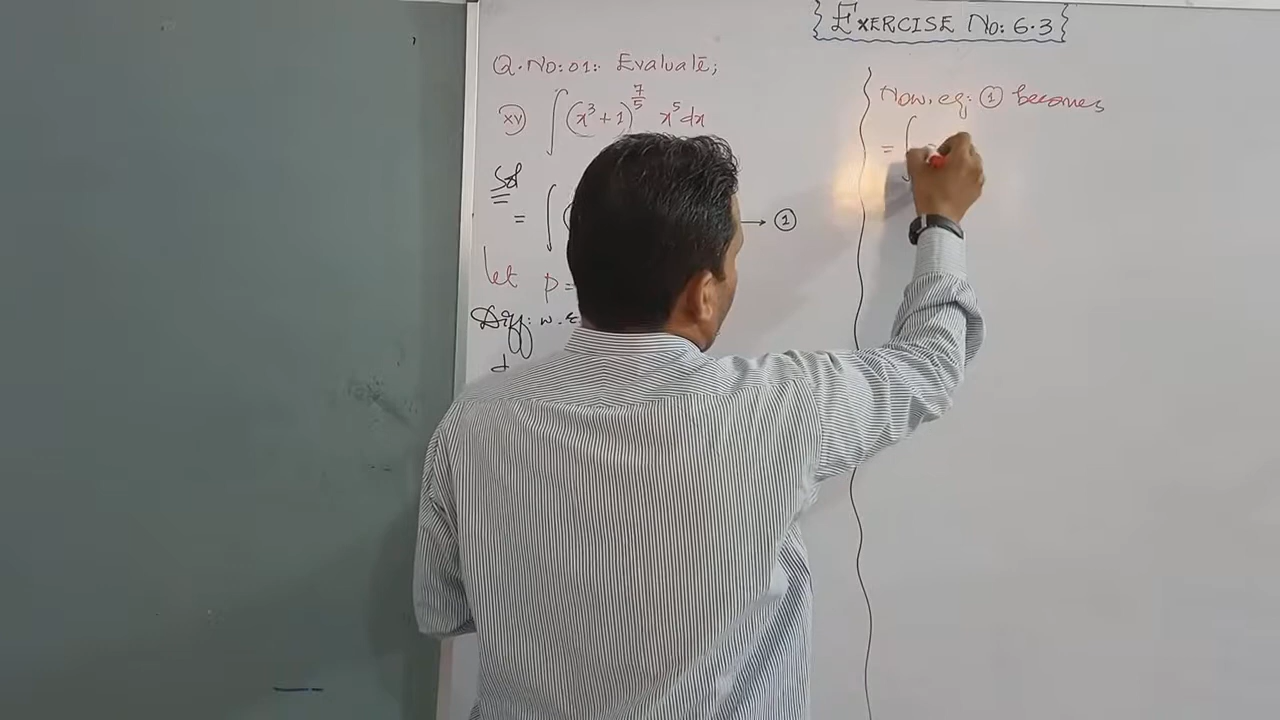 {EXERCISE No: 6.3}
Q.No:01:. Evaluate;
(xv) ∫(x³+1)^(7/5) x⁵dx
Sol
= ∫( → ①
let p=
Diff: w.
d
Now, eq: ① becomes
= ∫